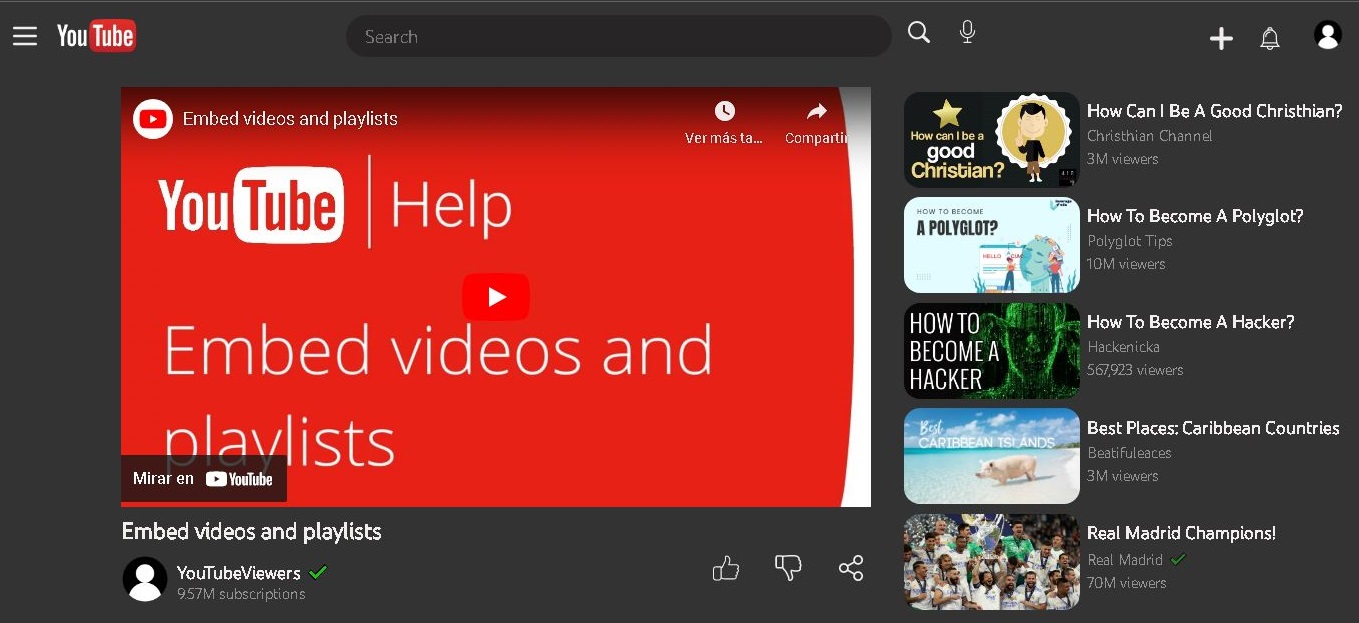 YouTube
Search
Embed videos and playlists
Ver más ta...
Compartir
YouTube Help
Embed videos and
playlists
Mirar en YouTube
Embed videos and playlists
YouTubeViewers
9.57M subscriptions
How can I be a
good
Christian?
How Can I Be A Good Christhian?
Christhian Channel
3M viewers
HOW TO BECOME
A POLYGLOT?
HELLO
How To Become A Polyglot?
Polyglot Tips
10M viewers
HOW TO
BECOME A
HACKER
How To Become A Hacker?
Hackenicka
567,923 viewers
Best
CARIBBEAN ISLANDS
Best Places: Caribbean Countries
Beatifuleaces
3M viewers
Real Madrid Champions!
Real Madrid
70M viewers